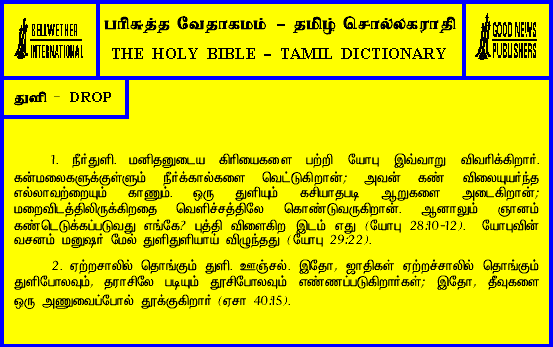 BELLWETHER
INTERNATIONAL
பரிசுத்த வேதாகமம் - தமிழ் சொல்லகராதி
THE HOLY BIBLE - TAMIL DICTIONARY
GOOD NEWS
PUBLISHERS
துளி - DROP
1. நீர்துளி. மனிதனுடைய கிரியைகளை பற்றி யோபு இவ்வாறு விவரிக்கிறார்.
கன்மலைகளுக்குள்ளும் நீர்க்கால்களை வெட்டுகிறான்; அவன் கண் விலையுயர்ந்த
எல்லாவற்றையும் காணும். ஒரு துளியும் கசியாதபடி ஆறுகளை அடைகிறான்;
மறைவிடத்திலிருக்கிறதை வெளிச்சத்திலே கொண்டுவருகிறான். ஆனாலும் ஞானம்
கண்டெடுக்கப்படுவது எங்கே? புத்தி விளைகிற இடம் எது (யோபு 28:10-12). யோபுவின்
வசனம் மனுஷர் மேல் துளிதுளியாய் விழுந்தது (யோபு 29:22).
2. ஏற்றசாலில் தொங்கும் துளி. ஊஞ்சல். இதோ, ஜாதிகள் ஏற்றச்சாலில் தொங்கும்
துளிபோலவும், தராசிலே படியும் தூசிபோலவும் எண்ணப்படுகிறார்கள்; இதோ, தீவுகளை
ஒரு அணுவைப்போல் தூக்குகிறார் (ஏசா 40:15).